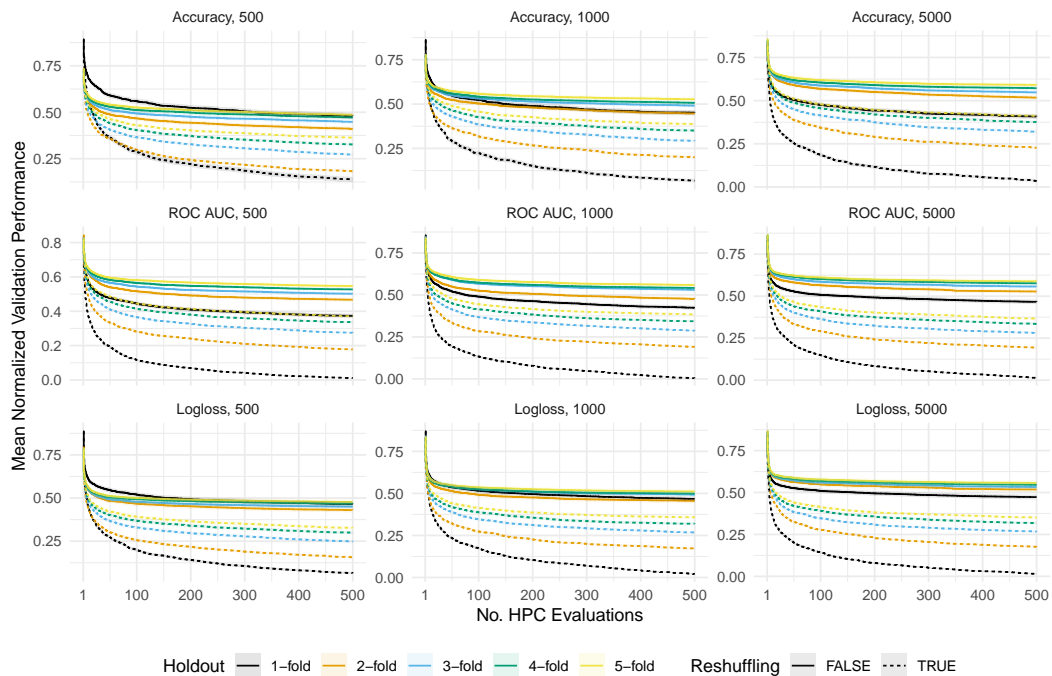 Accuracy, 500
Accuracy, 1000
Accuracy, 5000
0.75
0.50
0.25
0.75
0.50
0.25
0.00
0.75
0.50
0.25
0.00
ROC AUC, 500
ROC AUC, 1000
ROC AUC, 5000
0.8
0.6
0.4
0.2
0.0
0.75
0.50
0.25
0.00
0.75
0.50
0.25
0.00
Logloss, 500
Logloss, 1000
Logloss, 5000
0.75
0.50
0.25
0.75
0.50
0.25
0.00
0.75
0.50
0.25
0.00
1 100 200 300 400 500
1 100 200 300 400 500
1 100 200 300 400 500
Mean Normalized Validation Performance
No. HPC Evaluations
Holdout 1−fold 2−fold 3−fold 4−fold 5−fold Reshuffling FALSE TRUE